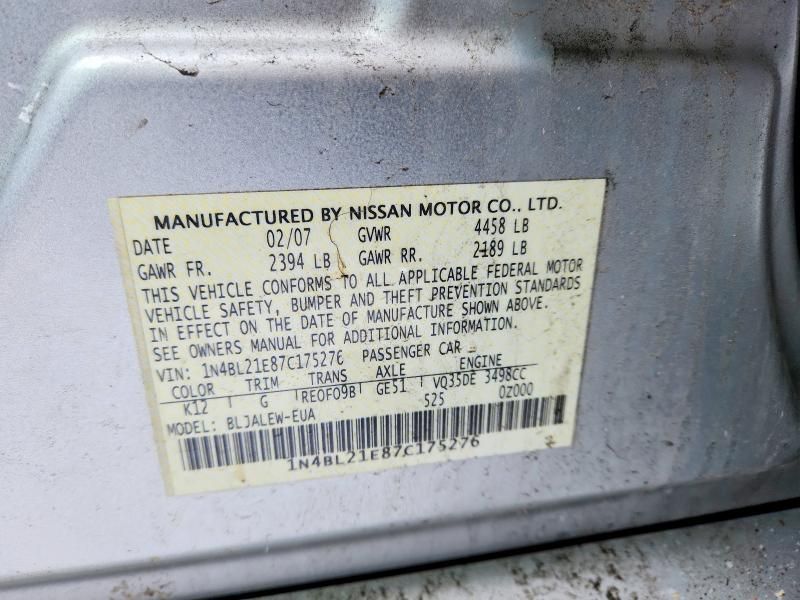 MANUFACTURED BY NISSAN MOTOR CO., LTD.
DATE 02/07 GVWR 4458 LB
GAWR FR. 2394 LB GAWR RR. 2189 LB
THIS VEHICLE CONFORMS TO ALL APPLICABLE FEDERAL MOTOR
VEHICLE SAFETY, BUMPER AND THEFT PREVENTION STANDARDS
IN EFFECT ON THE DATE OF MANUFACTURE SHOWN ABOVE.
SEE OWNERS MANUAL FOR ADDITIONAL INFORMATION.
VIN: 1N4BL21E87C175276 PASSENGER CAR
COLOR TRIM TRANS AXLE ENGINE
K12 G REOFO9B GE51 VQ35DE 3498CC
MODEL: BLJALEW-EUA 525 0Z000
1N4BL21E87C175276